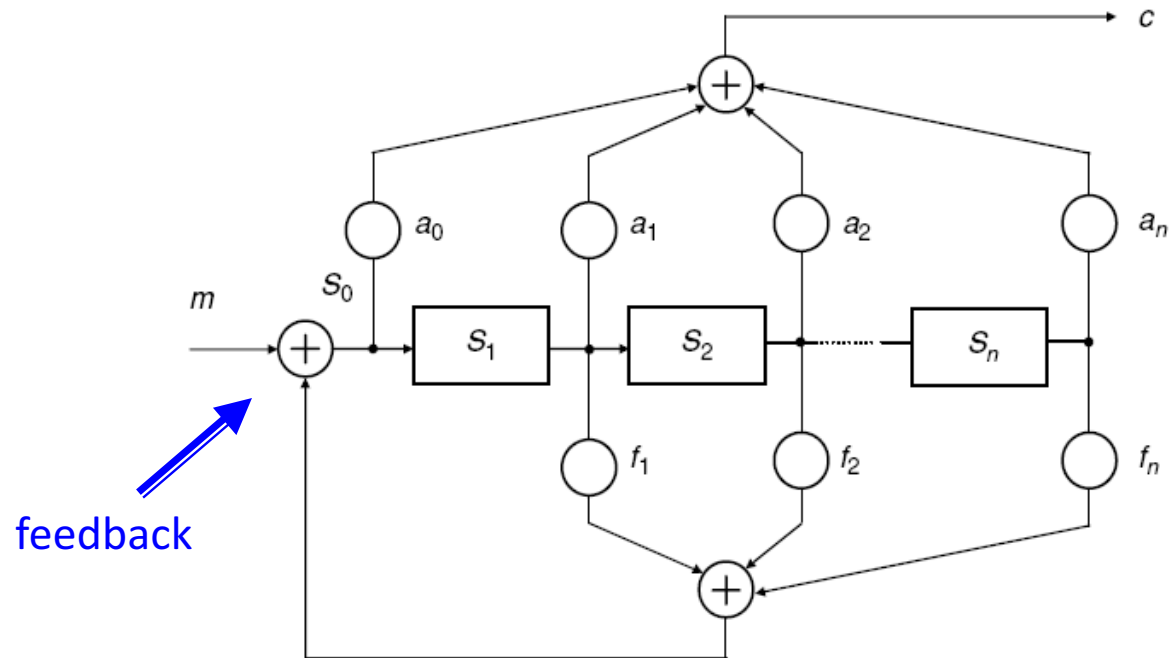 c
+
a₀
a₁
a₂
aₙ
m
S₀
+
S₁
S₂
Sₙ
f₁
f₂
fₙ
feedback
+